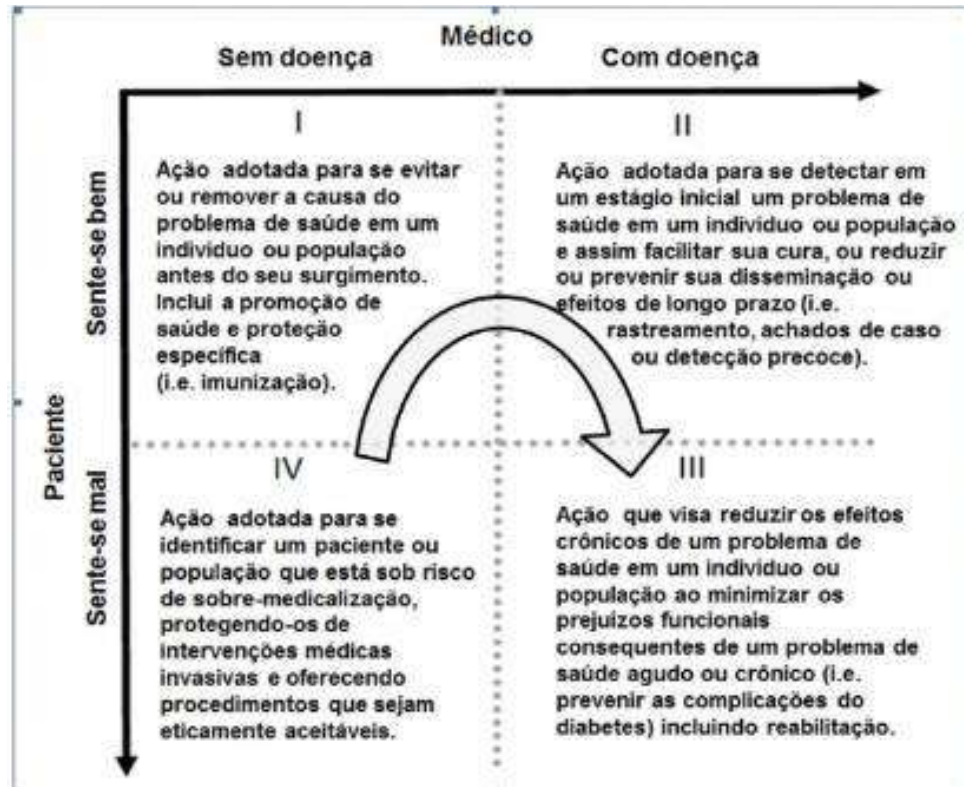 Médico
Sem doença
Com doença
Paciente
Sente-se bem
Sente-se mal
I
Ação adotada para se evitar
ou remover a causa do
problema de saúde em um
individuo ou população
antes do seu surgimento.
Inclui a promoção de
saúde e proteção
específica
(i.e. imunização).
II
Ação adotada para se detectar em
um estágio inicial um problema de
saúde em um individuo ou população
e assim facilitar sua cura, ou reduzir
ou prevenir sua disseminação ou
efeitos de longo prazo (i.e.
rastreamento, achados de caso
ou detecção precoce).
IV
Ação adotada para se
identificar um paciente ou
população que está sob risco
de sobre-medicalização,
protegendo-os de
intervenções médicas
invasivas e oferecendo
procedimentos que sejam
eticamente aceitáveis.
III
Ação que visa reduzir os efeitos
crônicos de um problema de
saúde em um individuo ou
população ao minimizar os
prejuizos funcionais
consequentes de um problema de
saúde agudo ou crônico (i.e.
prevenir as complicações do
diabetes) incluindo reabilitação.